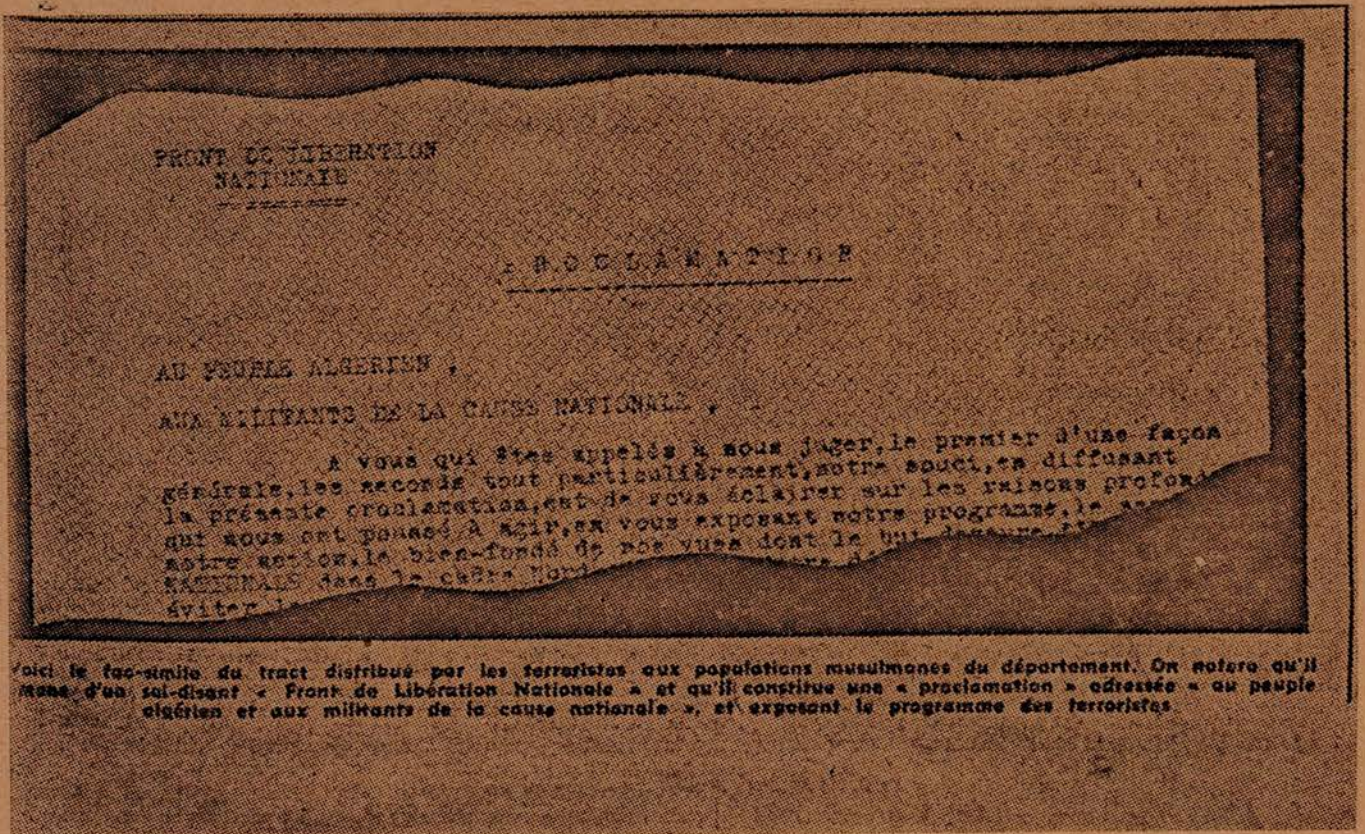 FRONT DE LIBERATION
NATIONALE
PROCLAMATION
AU PEUPLE ALGERIEN ,
AUX MILITANTS DE LA CAUSE NATIONALE ,
A vous qui êtes appelés à nous juger,le premier d'une façon
générale,les seconds tout particulièrement,notre souci,en diffusant
la présente proclamation,est de vous éclairer sur les raisons profond
qui nous ont poussé à agir,en vous exposant notre programme,le
notre action,le bien-fondé de nos vues dont le but
NATIONALE dans le cadre Nord
éviter
oici le fac-simile du tract distribué par les terroristes aux populations musulmanes du département. On notera qu'il
mane d'un soi-disant « Front de Libération Nationale » et qu'il constitue une « proclamation » adressée « au peuple
algérien et aux militants de la cause nationale », et exposant le programme des terroristes